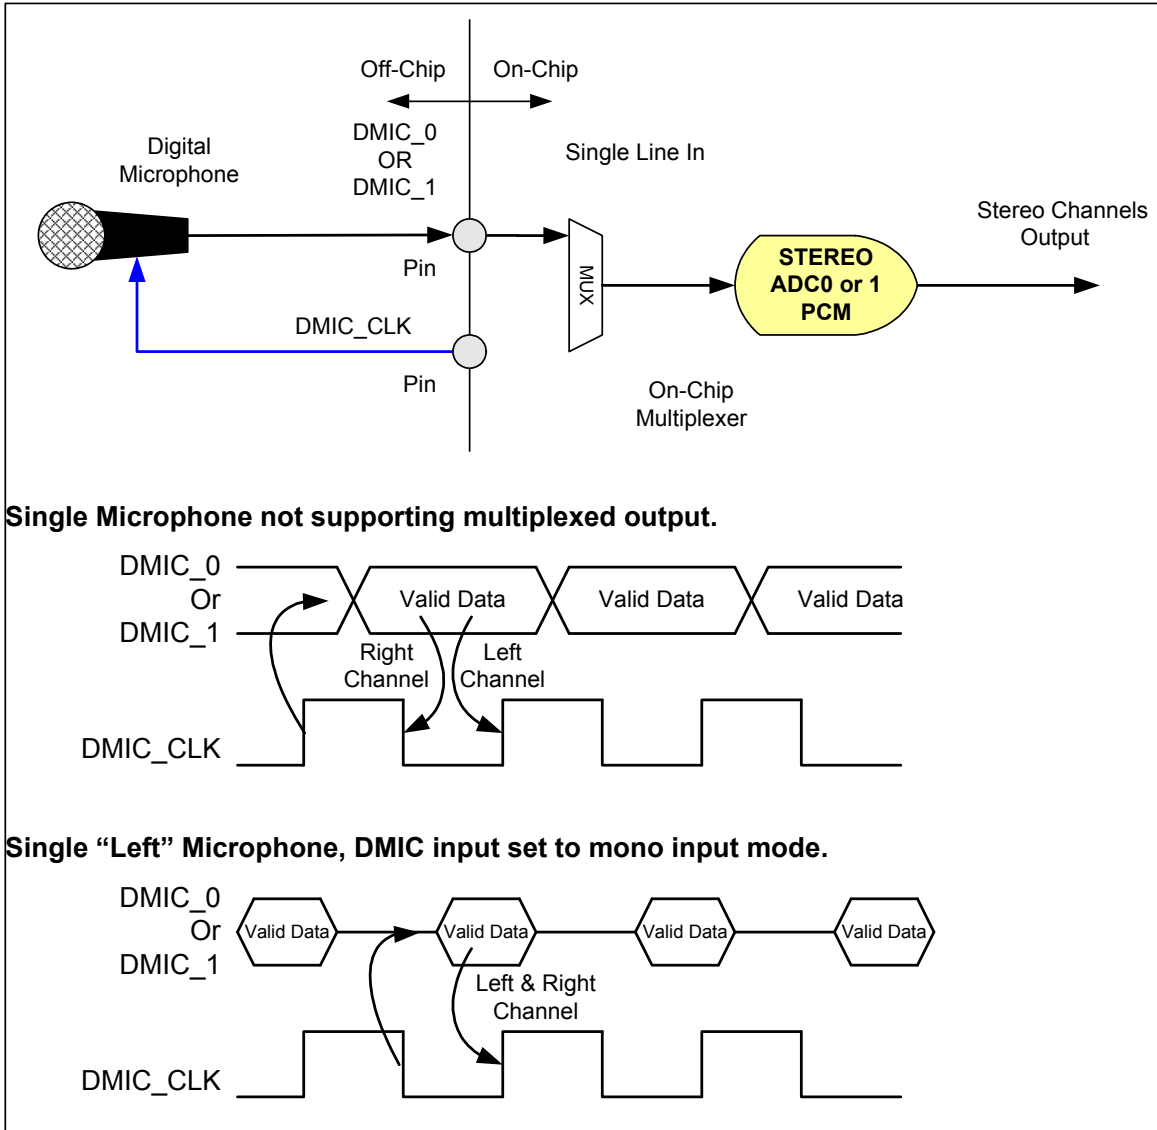 Off-Chip
On-Chip
DMIC_0
OR
DMIC_1
Digital
Microphone
Single Line In
Stereo Channels
Output
Pin
MUX
STEREO
ADC0 or 1
PCM
DMIC_CLK
Pin
On-Chip
Multiplexer
Single Microphone not supporting multiplexed output.
DMIC_0
Or
DMIC_1
Valid Data
Valid Data
Valid Data
Right
Channel
Left
Channel
DMIC_CLK
Single “Left” Microphone, DMIC input set to mono input mode.
DMIC_0
Or
DMIC_1
Valid Data
Valid Data
Valid Data
Valid Data
Left & Right
Channel
DMIC_CLK